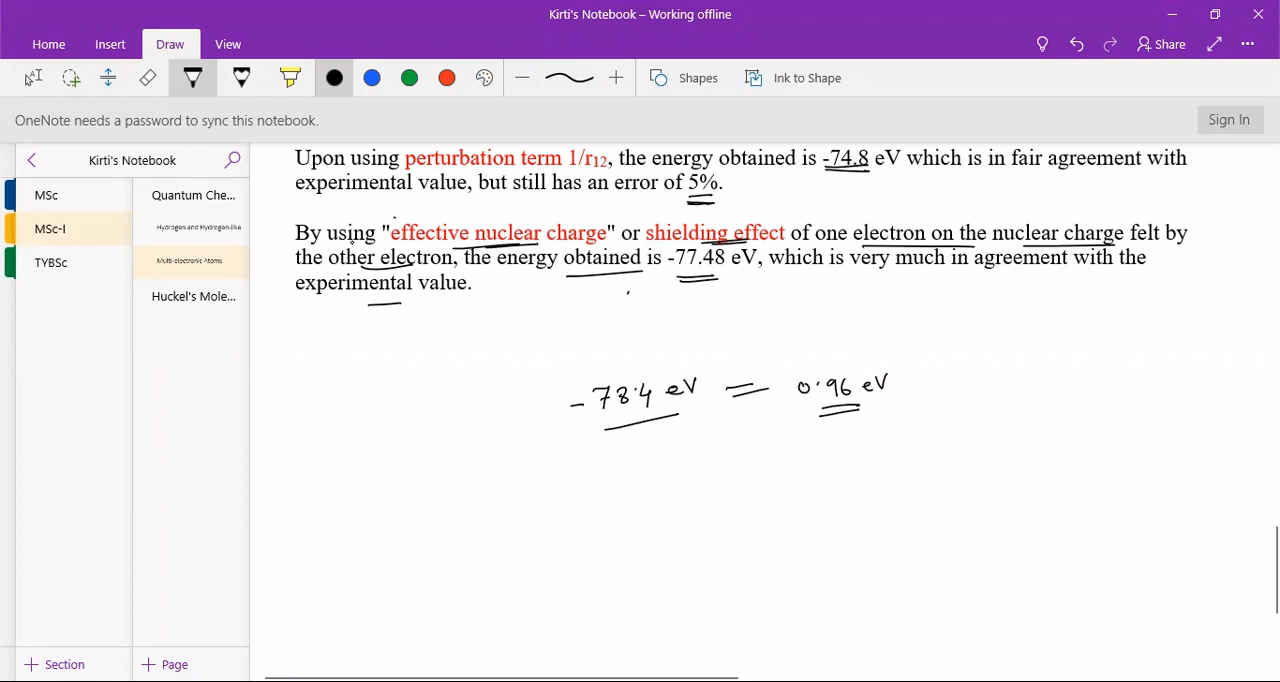 Kirti's Notebook – Working offline
Home Insert Draw View Share
Shapes Ink to Shape
OneNote needs a password to sync this notebook. Sign In
Kirti's Notebook
MSc
MSc-I
TYBSc
Quantum Che...
Hydrogen and Hydrogen-like
Multi electronic Atoms
Huckel's Mole...
Upon using perturbation term 1/r12, the energy obtained is -74.8 eV which is in fair agreement with
experimental value, but still has an error of 5%.
By using "effective nuclear charge" or shielding effect of one electron on the nuclear charge felt by
the other electron, the energy obtained is -77.48 eV, which is very much in agreement with the
experimental value.
-78.4 eV = 0.96 eV
+ Section + Page